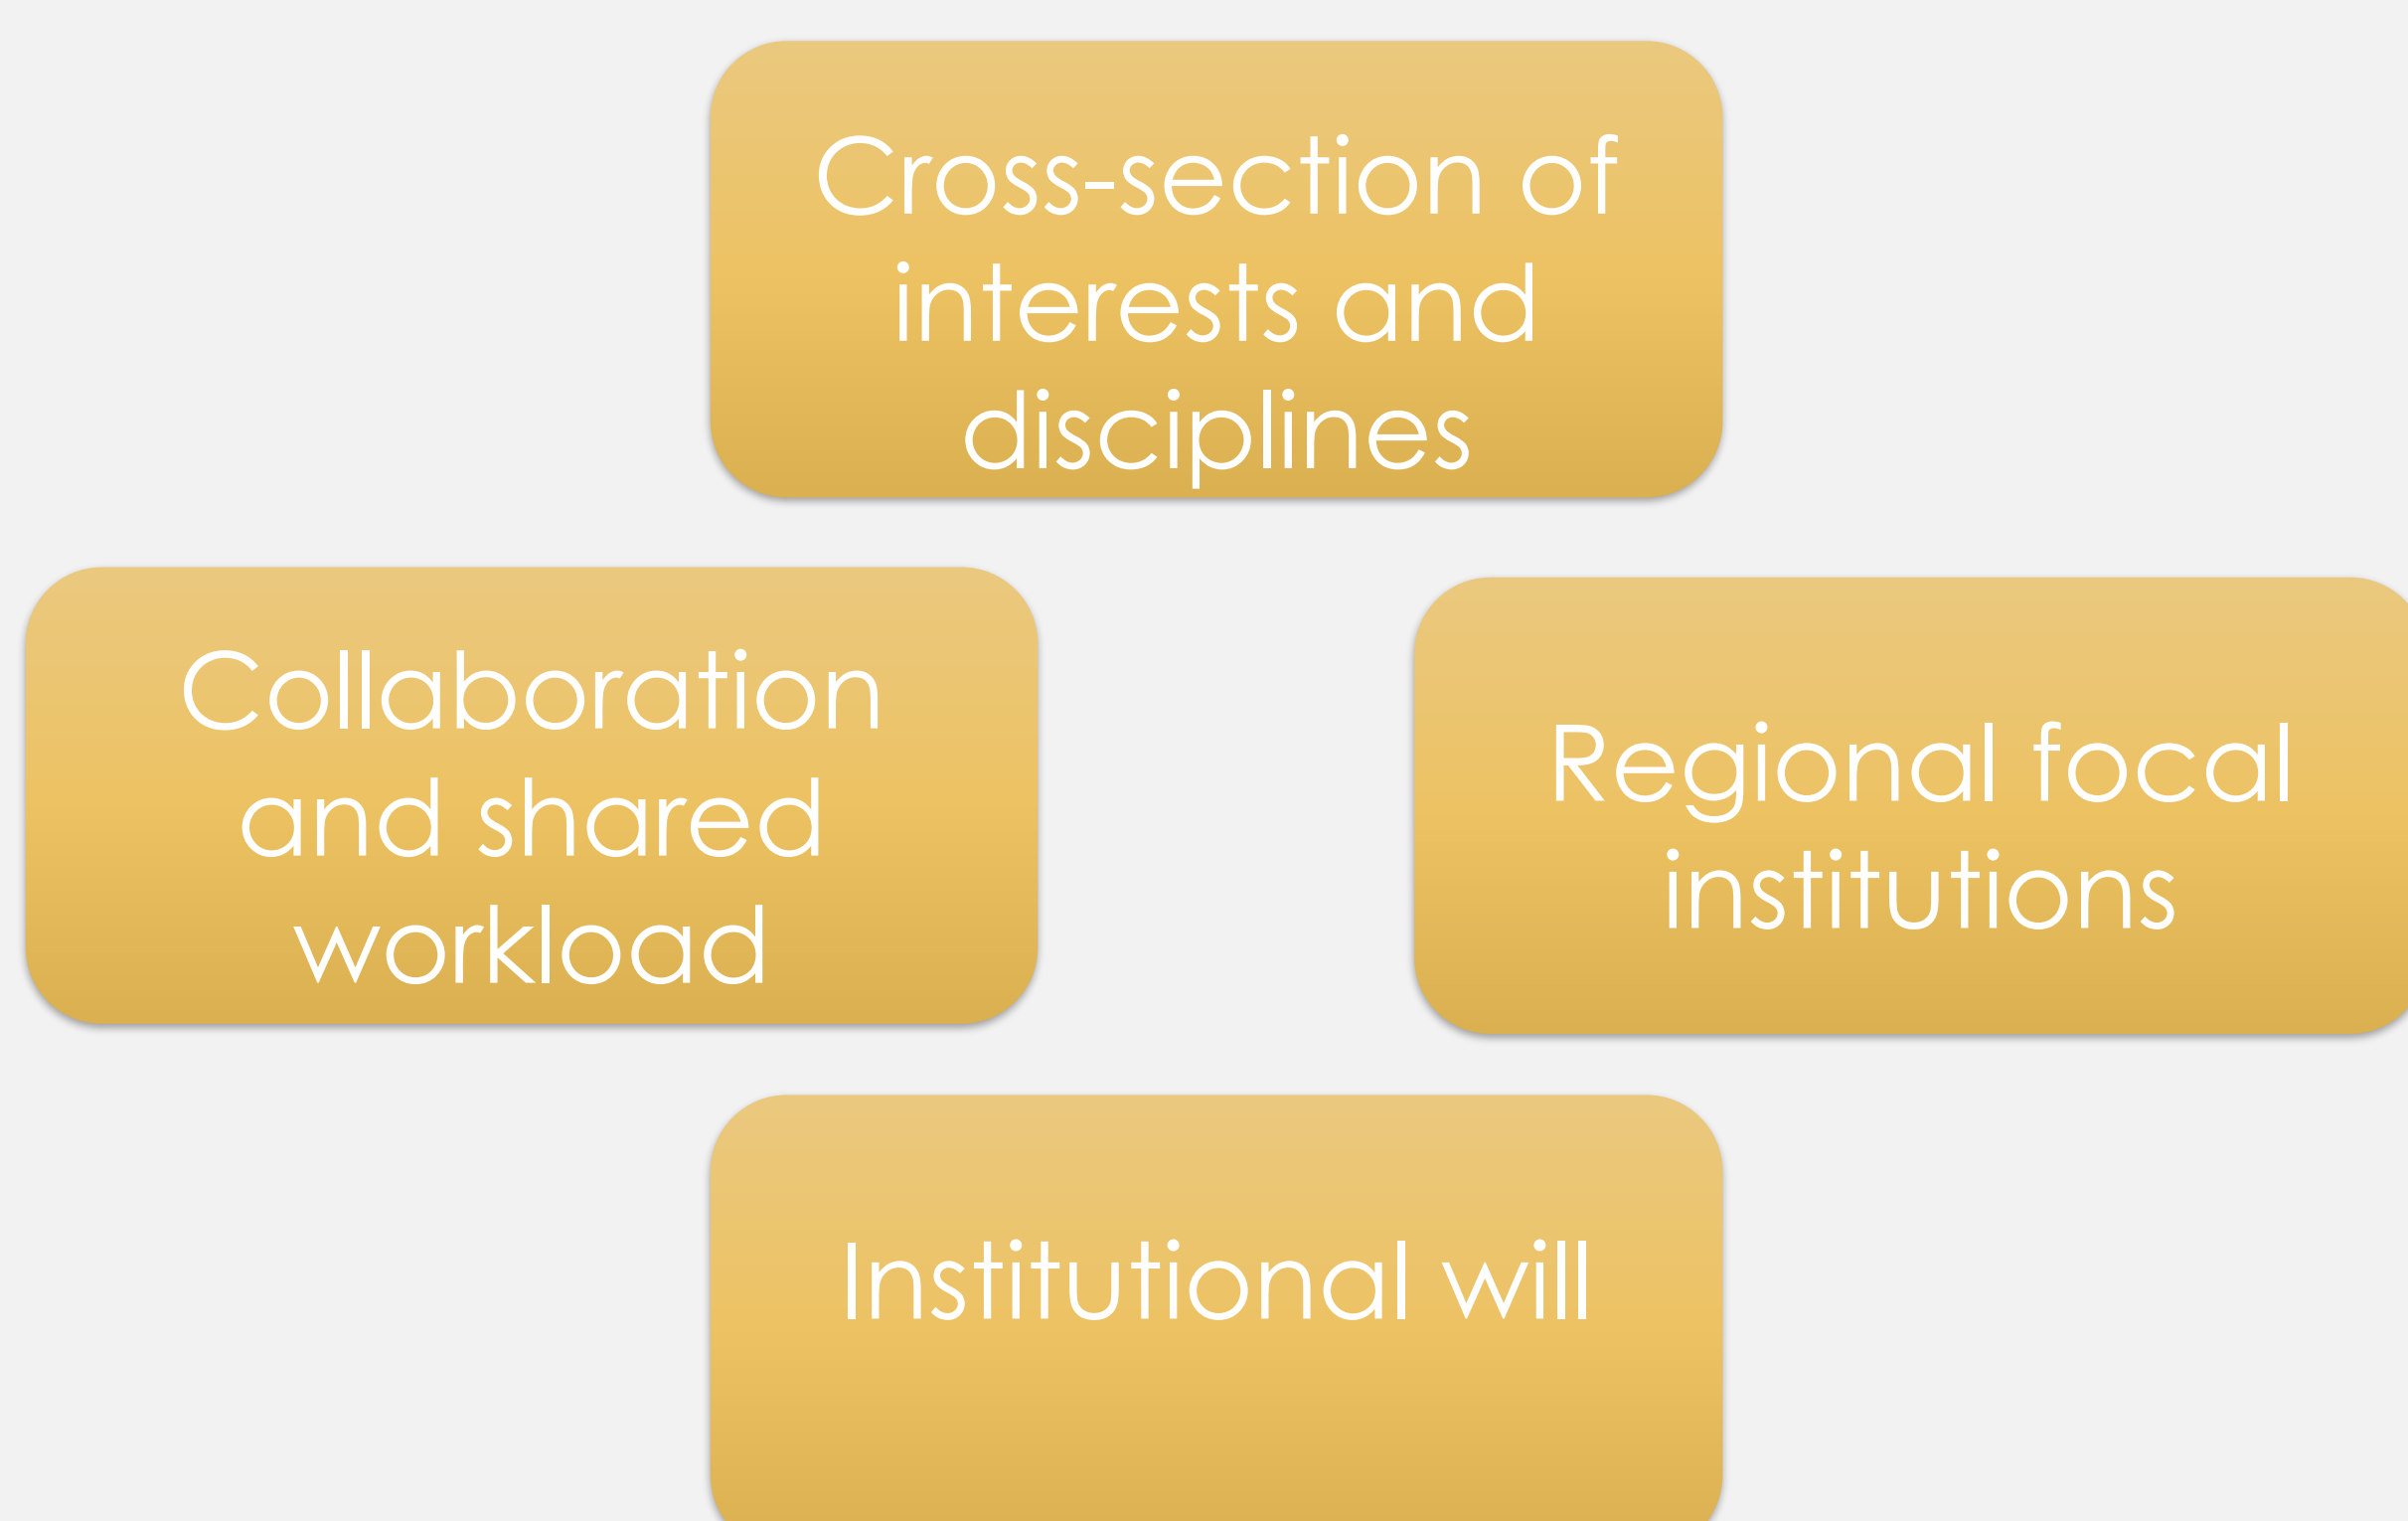 Cross-section of
interests and
disciplines
Collaboration
and shared
workload
Regional focal
institutions
Institutional will